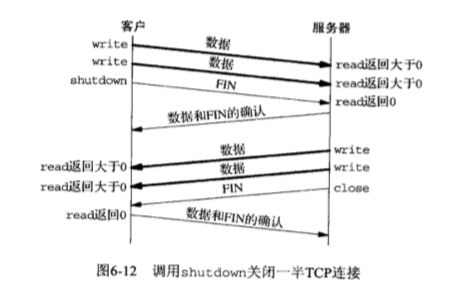 客户 服务器
write 数据
write 数据 read返回大于0
shutdown FIN read返回大于0
read返回0
数据和FIN的确认
数据 write
read返回大于0 数据 write
read返回大于0 FIN close
read返回0 数据和FIN的确认
图6-12 调用shutdown关闭一半TCP连接